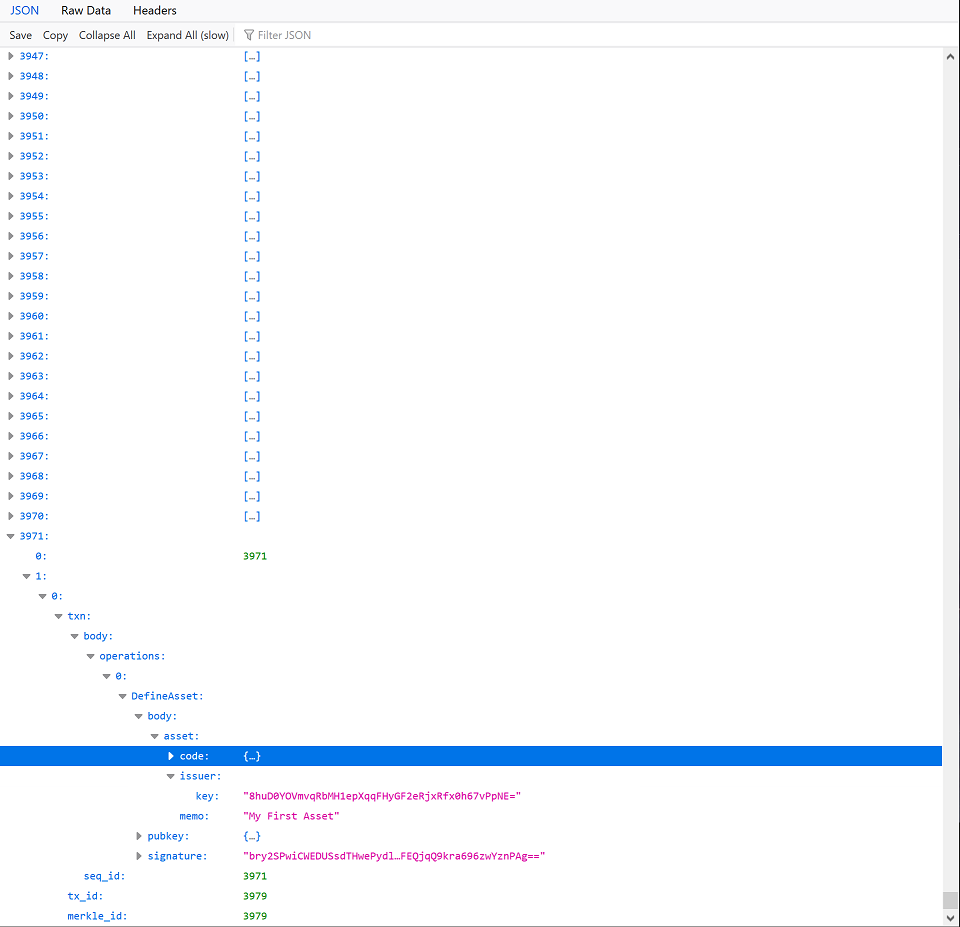 JSON Raw Data Headers
Save Copy Collapse All Expand All (slow) Filter JSON
3947: […]
3948: […]
3949: […]
3950: […]
3951: […]
3952: […]
3953: […]
3954: […]
3955: […]
3956: […]
3957: […]
3958: […]
3959: […]
3960: […]
3961: […]
3962: […]
3963: […]
3964: […]
3965: […]
3966: […]
3967: […]
3968: […]
3969: […]
3970: […]
3971:
0: 3971
1:
0:
txn:
body:
operations:
0:
DefineAsset:
body:
asset:
code: {…}
issuer:
key: "8huD0YOVmvqRbMH1epXqqFHyGF2eRjxRfx0h67vPpNE="
memo: "My First Asset"
pubkey: {…}
signature: "bry2SPwiCWEDUSsdTHwePydl…FEQjqQ9kra696zwYznPAg=="
seq_id: 3971
tx_id: 3979
merkle_id: 3979